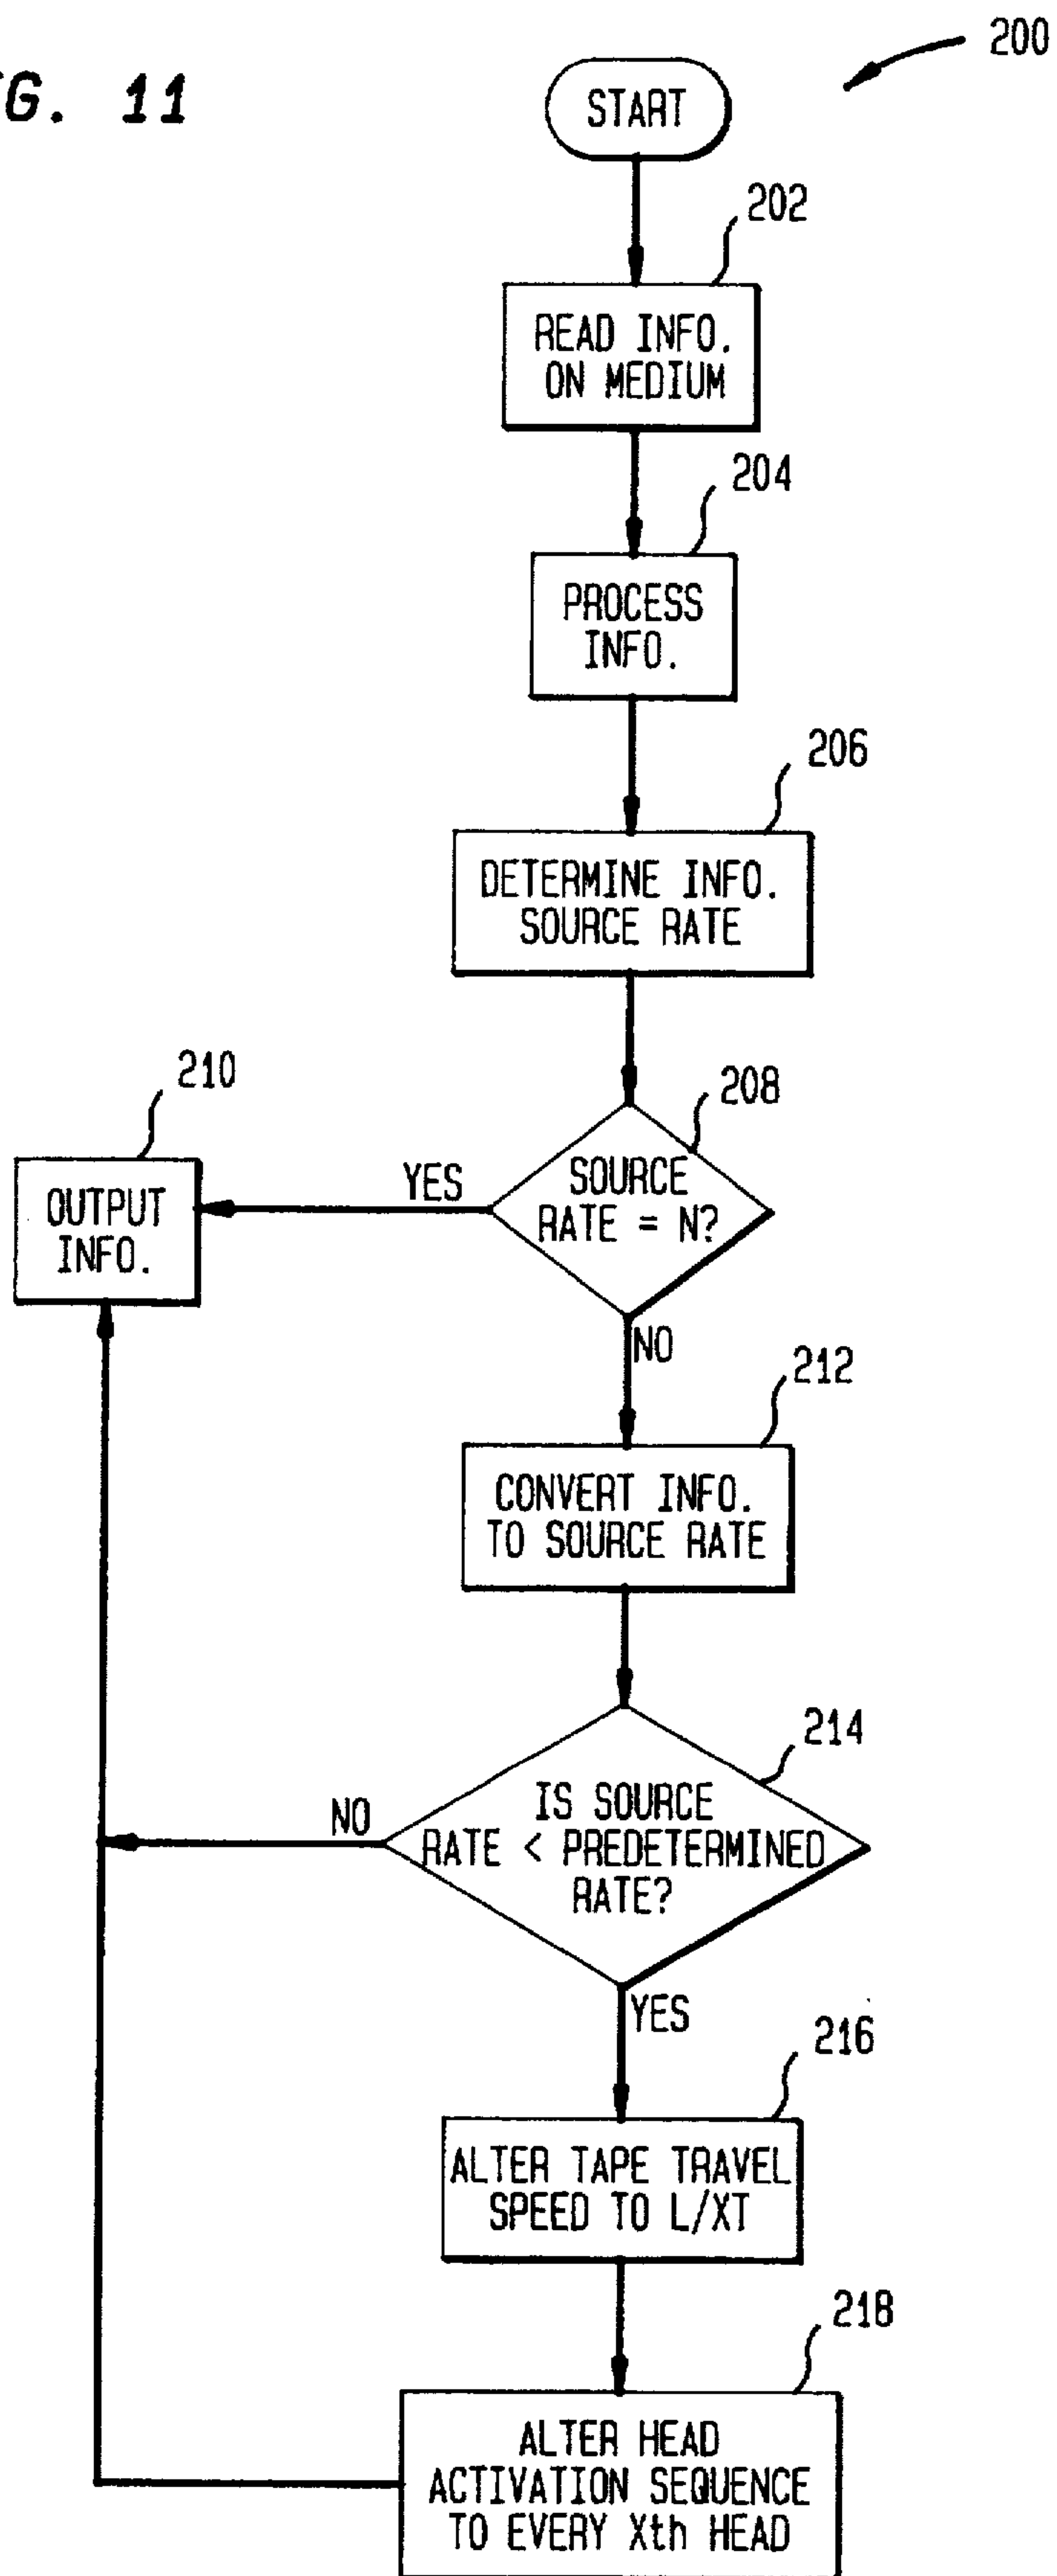 G. 11
200
START
202
READ INFO.
ON MEDIUM
204
PROCESS
INFO.
206
DETERMINE INFO.
SOURCE RATE
210
208
OUTPUT
INFO.
YES
SOURCE
RATE = N?
NO
212
CONVERT INFO.
TO SOURCE RATE
214
NO
IS SOURCE
RATE < PREDETERMINED
RATE?
YES
216
ALTER TAPE TRAVEL
SPEED TO L/XT
218
ALTER HEAD
ACTIVATION SEQUENCE
TO EVERY Xth HEAD